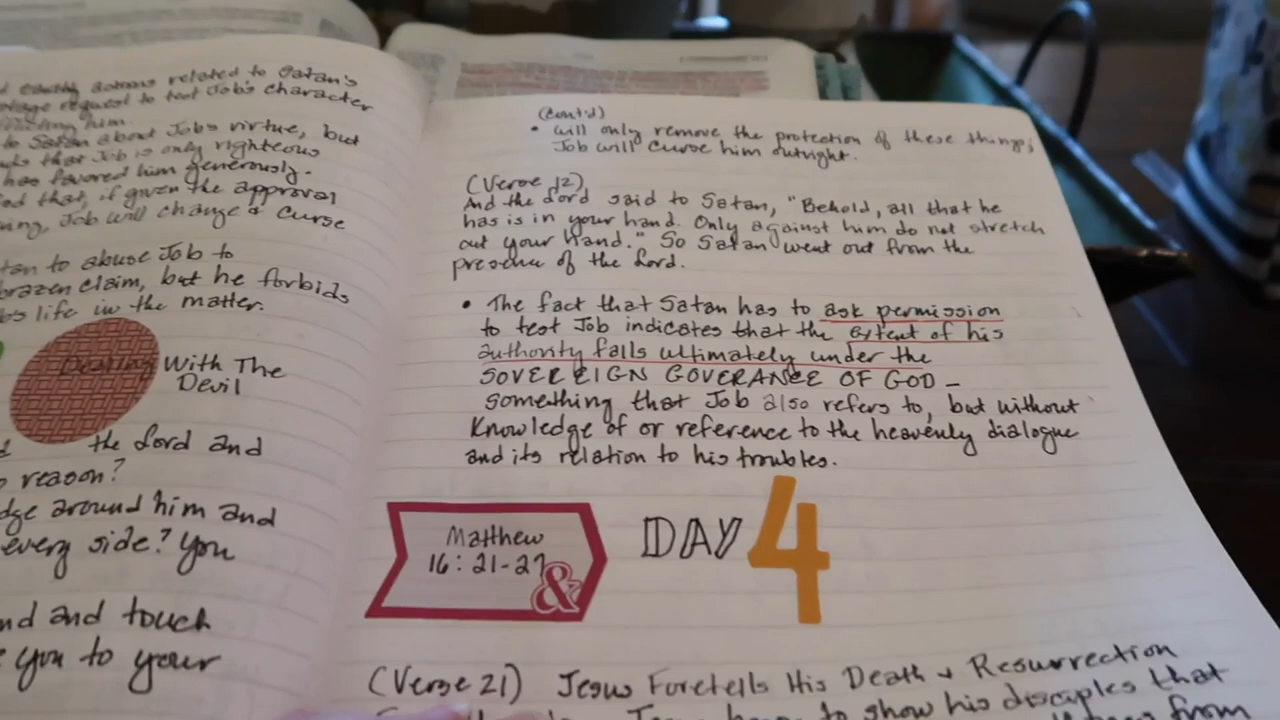 earthly actions related to Satan's
request to test Job's character
him
to Satan about Job's virtue, but
that Job is only righteous
has favored him generously.
that, if given the approval
Job will change & curse
to abuse Job to
brazen claim, but he forbids
life in the matter.
Dealing With The
Devil
the Lord and
reason?
around him and
every side? You
and touch
you to your
(Cont'd)
• will only remove the protection of these things,
Job will curse him outright.
(Verse 12)
And the Lord said to Satan, "Behold, all that he
has is in your hand. Only against him do not stretch
out your hand." So Satan went out from the
presence of the Lord.
• The fact that Satan has to ask permission
to test Job indicates that the extent of his
authority falls ultimately under the
SOVEREIGN GOVERANCE OF GOD -
something that Job also refers to, but without
Knowledge of or reference to the heavenly dialogue
and its relation to his troubles.
Matthew
16:21-27
&
DAY 4
(Verse 21) Jesus Foretells His Death & Resurrection
to show his disciples that
from